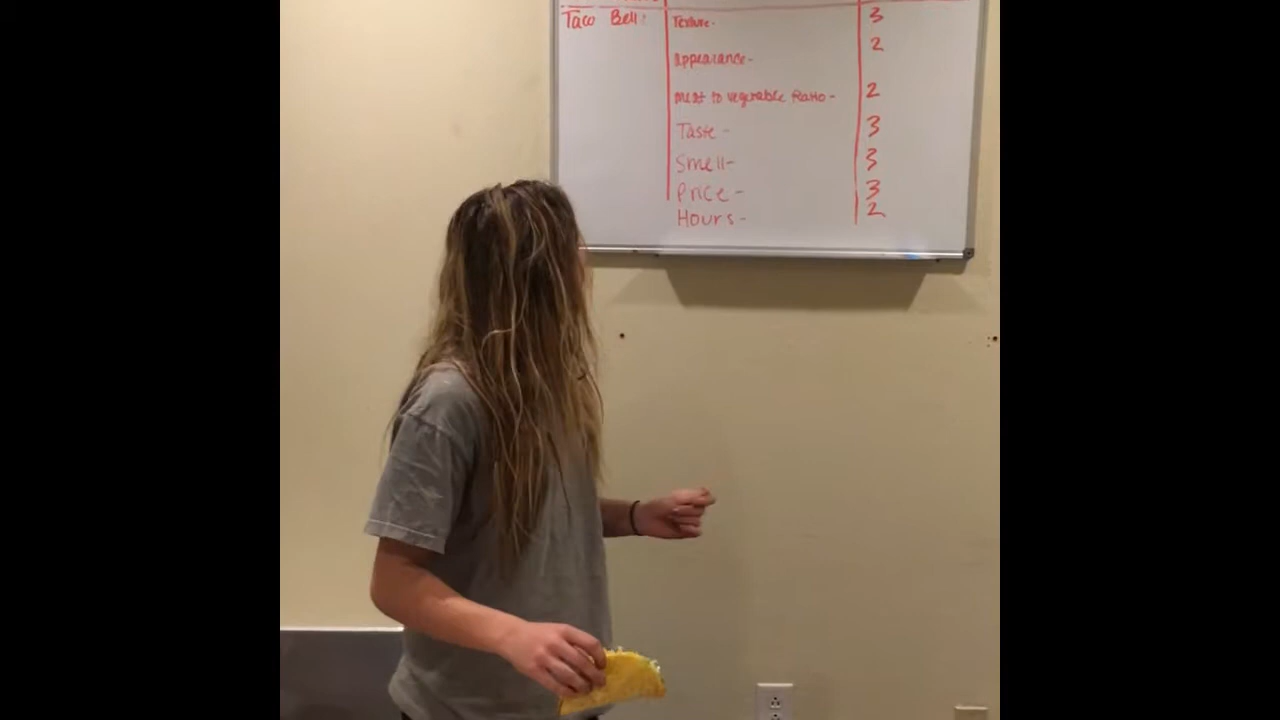 Taco Bell: Texture- 3
appearance- 2
meat to vegetable Ratio- 2
Taste- 3
Smell- 3
Price- 3
Hours- 2